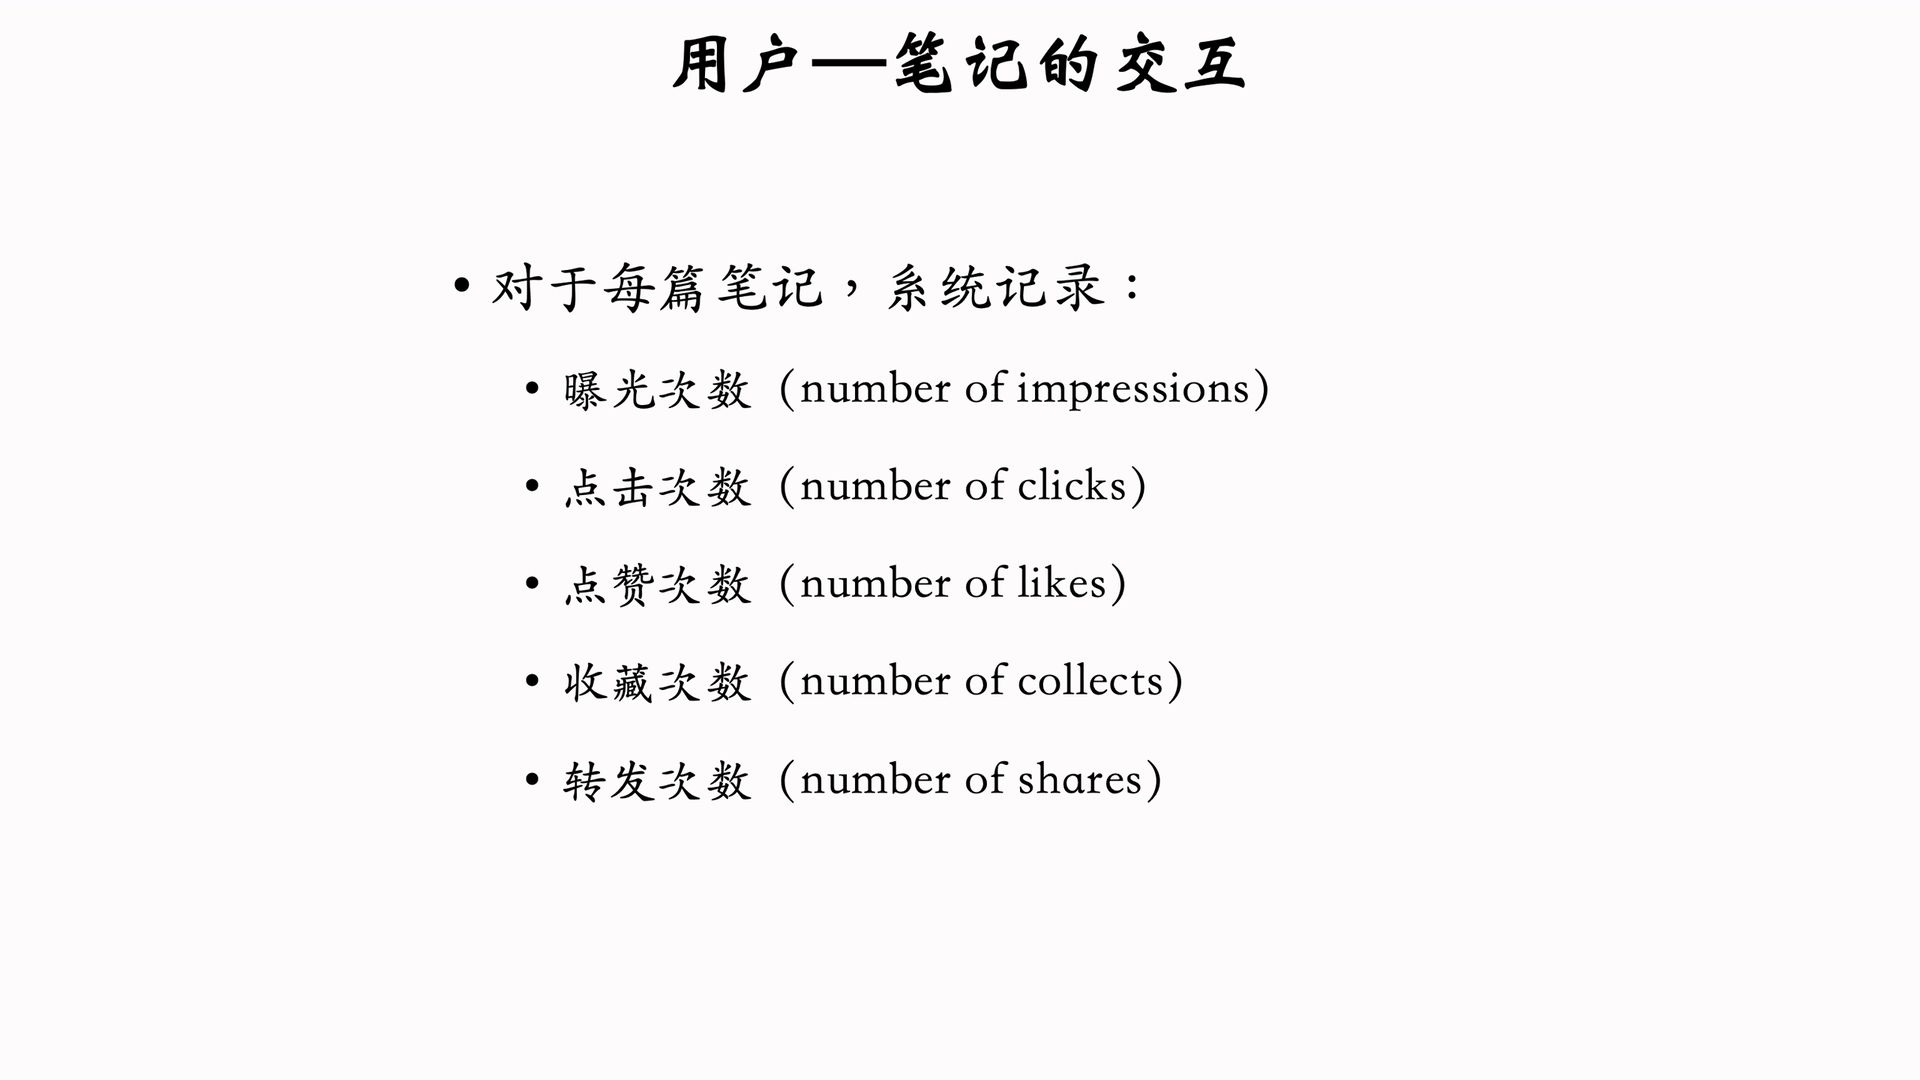 用户—笔记的交互
• 对于每篇笔记，系统记录：
• 曝光次数（number of impressions）
• 点击次数（number of clicks）
• 点赞次数（number of likes）
• 收藏次数（number of collects）
• 转发次数（number of shares）